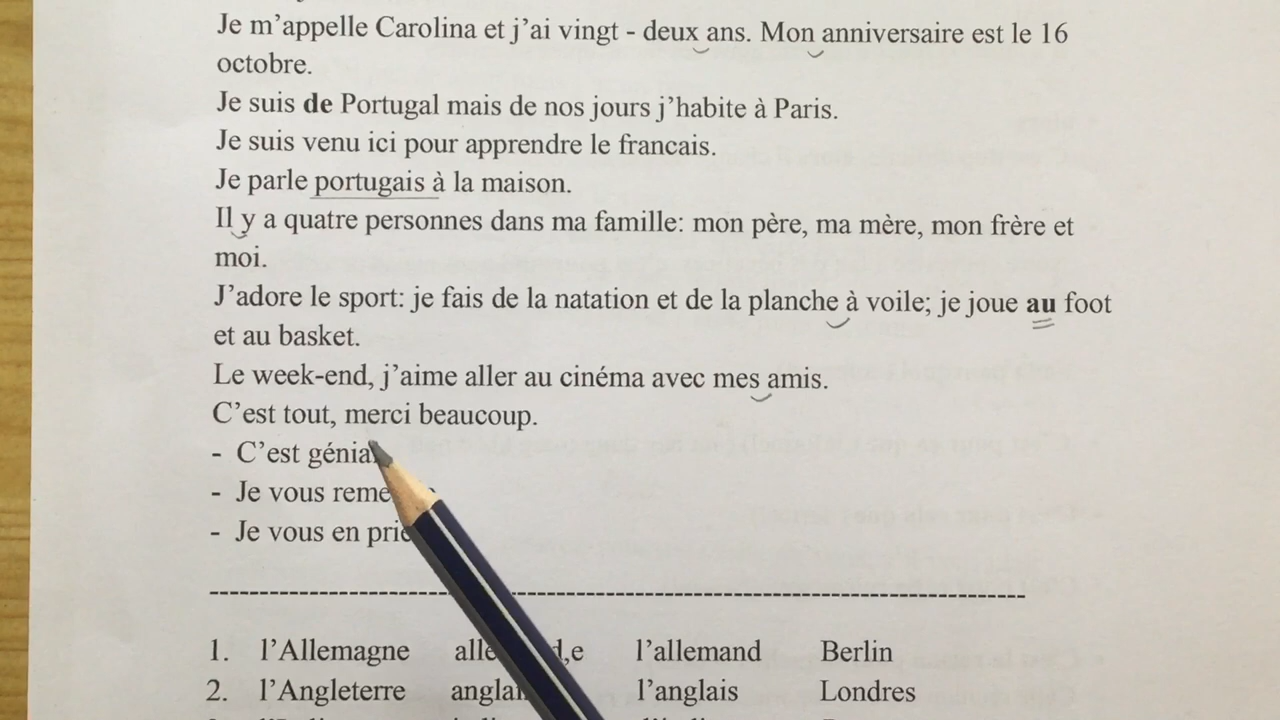 Je m'appelle Carolina et j'ai vingt - deux ans. Mon anniversaire est le 16
octobre.
Je suis de Portugal mais de nos jours j'habite à Paris.
Je suis venu ici pour apprendre le francais.
Je parle portugais à la maison.
Il y a quatre personnes dans ma famille: mon père, ma mère, mon frère et
moi.
J'adore le sport: je fais de la natation et de la planche à voile; je joue au foot
et au basket.
Le week-end, j'aime aller au cinéma avec mes amis.
C'est tout, merci beaucoup.
- C'est
- Je vous
- Je vous en
1. l'Allemagne l'allemand Berlin
2. l'Angleterre l'anglais Londres